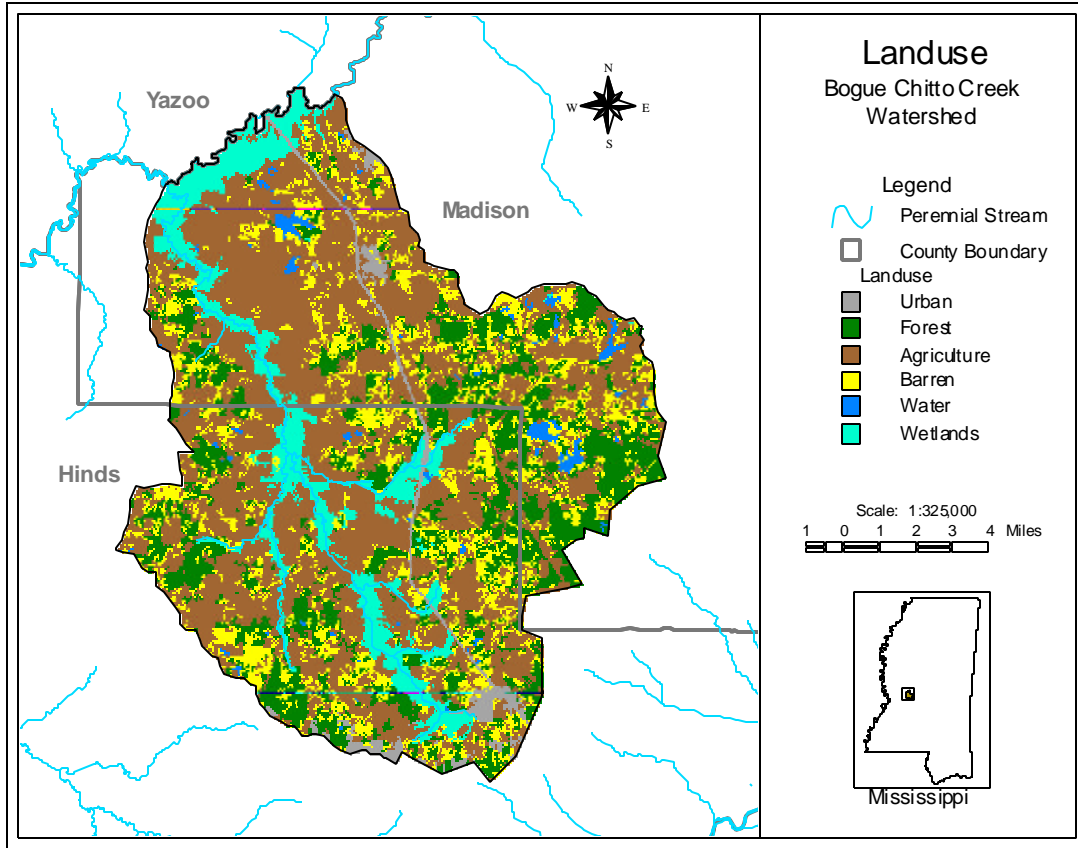 Yazoo
Madison
Hinds
N
W E
S
Landuse
Bogue Chitto Creek
Watershed
Legend
Perennial Stream
County Boundary
Landuse
Urban
Forest
Agriculture
Barren
Water
Wetlands
Scale: 1:325,000
1 0 1 2 3 4 Miles
Mississippi